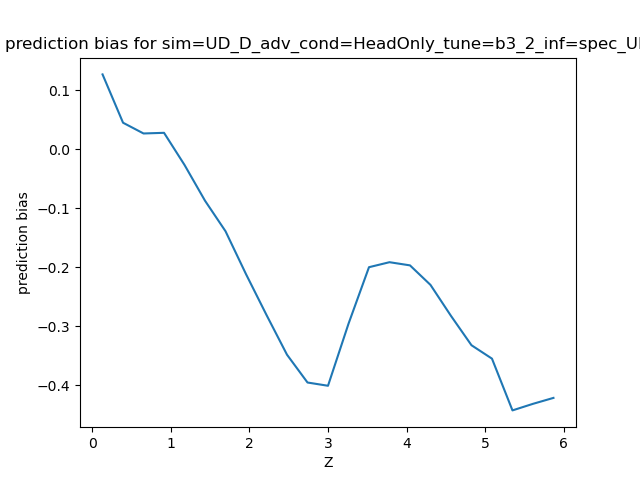 prediction bias for sim=UD_D_adv_cond=HeadOnly_tune=b3_2_inf=spec_U
prediction bias
0.1
0.0
−0.1
−0.2
−0.3
−0.4
0 1 2 3 4 5 6
Z